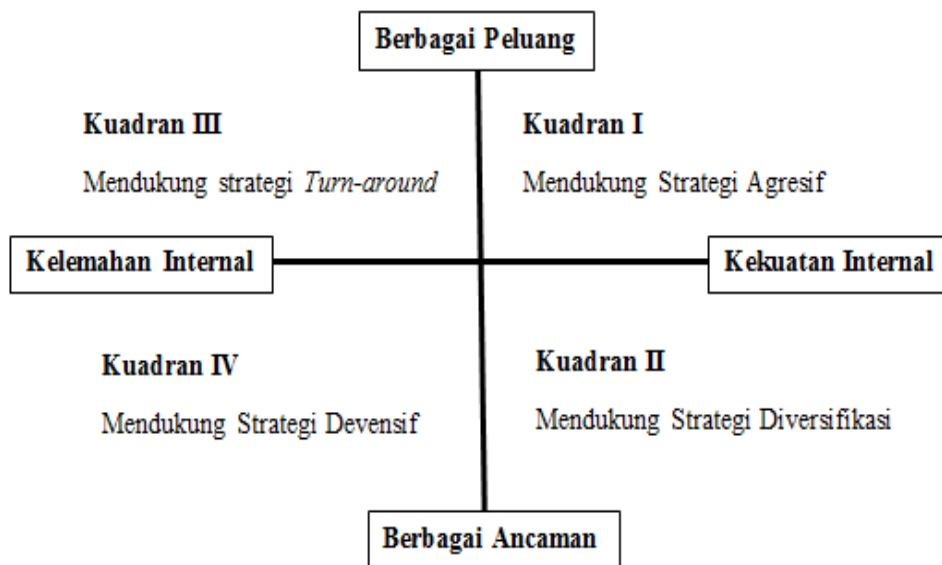 Berbagai Peluang
Kuadran III
Mendukung strategi Turn-around
Kuadran I
Mendukung Strategi Agresif
Kelemahan Internal
Kekuatan Internal
Kuadran IV
Mendukung Strategi Devensif
Kuadran II
Mendukung Strategi Diversifikasi
Berbagai Ancaman